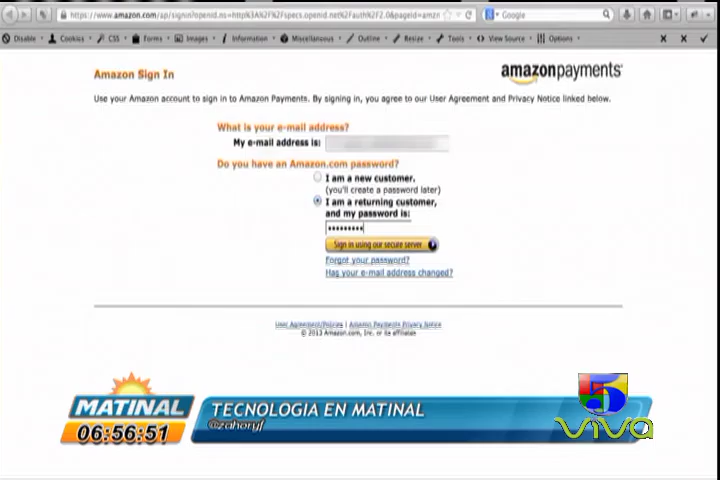 https://www.amazon.com/ap/signin?openid.ns=http%3A%2F%2Fspecs.openid.net%2Fauth%2F2.0&pageId=amzn
Google
Disable Cookies CSS Forms Images Information Miscellaneous Outline Resize Tools View Source Options
Amazon Sign In
amazonpayments
Use your Amazon account to sign in to Amazon Payments. By signing in, you agree to our User Agreement and Privacy Notice linked below.
What is your e-mail address?
My e-mail address is:
Do you have an Amazon.com password?
I am a new customer.
(you'll create a password later)
I am a returning customer,
and my password is:
Sign in using our secure server
Forgot your password?
Has your e-mail address changed?
User Agreement/Policies | Amazon Payments Privacy Notice
© 2013 Amazon.com, Inc. or its affiliates
MATINAL
06:56:51
TECNOLOGIA EN MATINAL
@zahoryf
5
viva